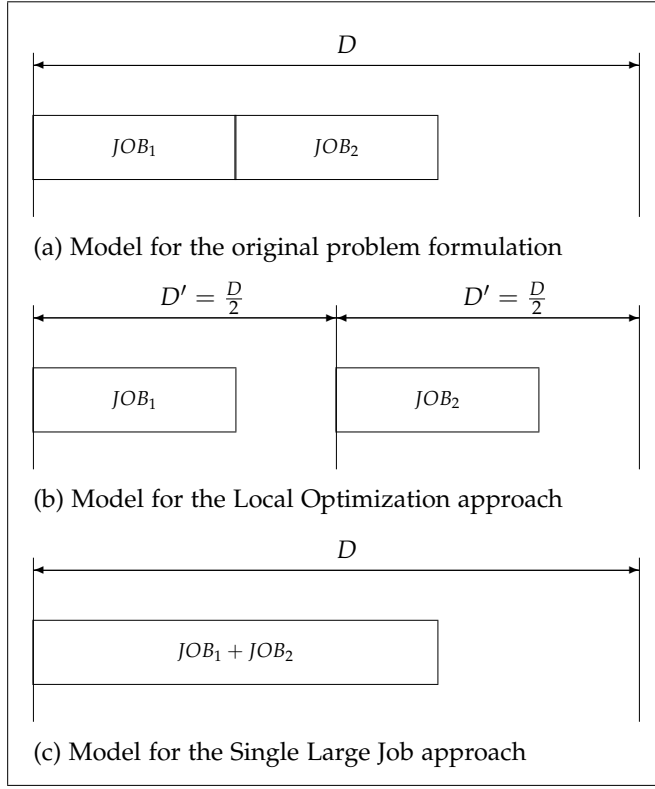 D
JOB₁ JOB₂
(a) Model for the original problem formulation
D′ = D/2 D′ = D/2
JOB₁ JOB₂
(b) Model for the Local Optimization approach
D
JOB₁ + JOB₂
(c) Model for the Single Large Job approach